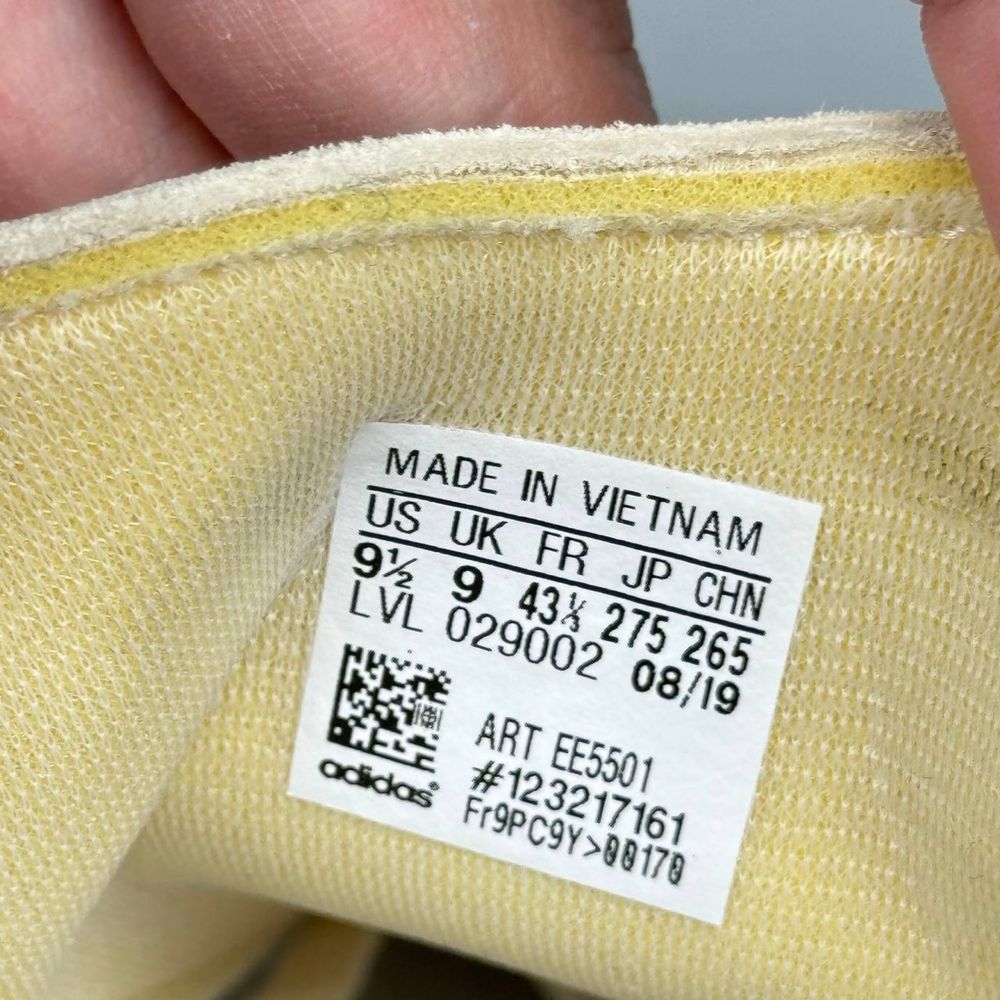 MADE IN VIETNAM
US UK FR JP CHN
9½ 9 43⅓ 275 265
LVL 029002 08/19
ART EE5501
#123217161
Fr9PC9Y>00170
adidas®